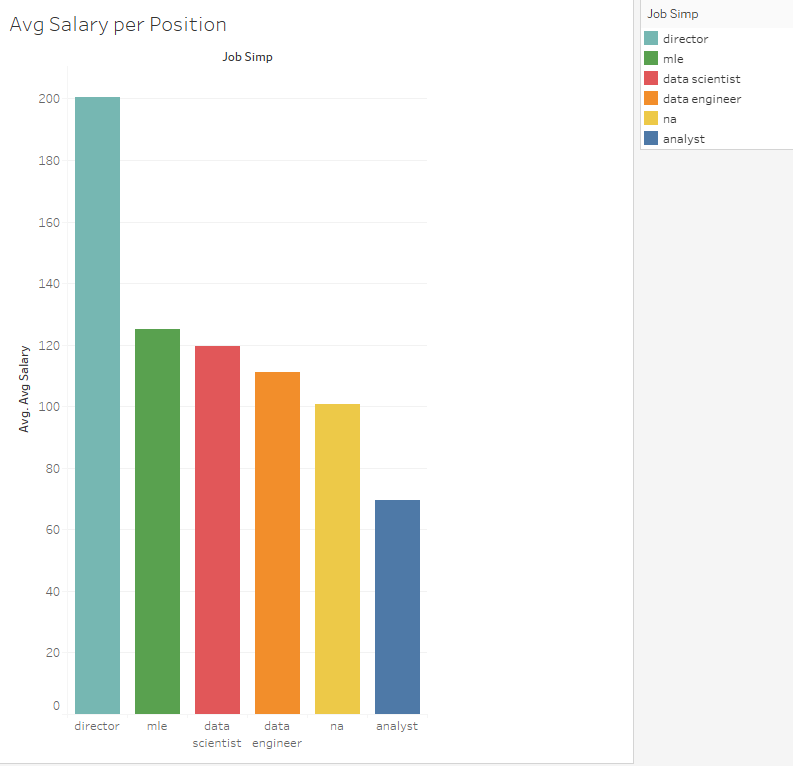 Avg Salary per Position
Job Simp
200
180
160
140
120
100
80
60
40
20
0
Avg. Avg Salary
director
mle
data
scientist
data
engineer
na
analyst
Job Simp
director
mle
data scientist
data engineer
na
analyst